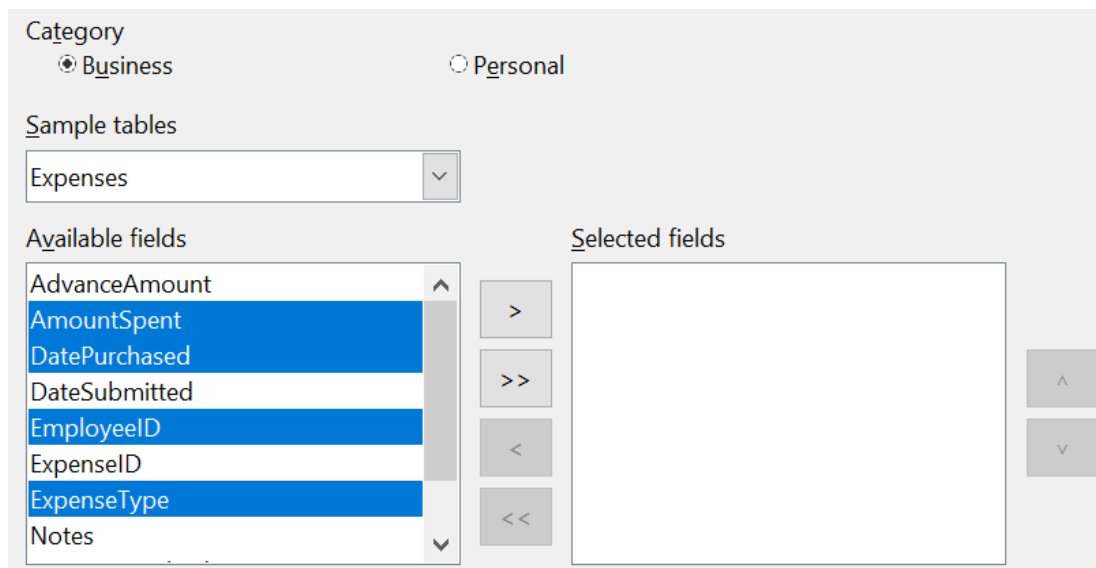 Category
Business Personal
Sample tables
Expenses
Available fields Selected fields
AdvanceAmount
AmountSpent
>
DatePurchased
>>
DateSubmitted
^
EmployeeID
<
v
ExpenseID
ExpenseType
<<
Notes